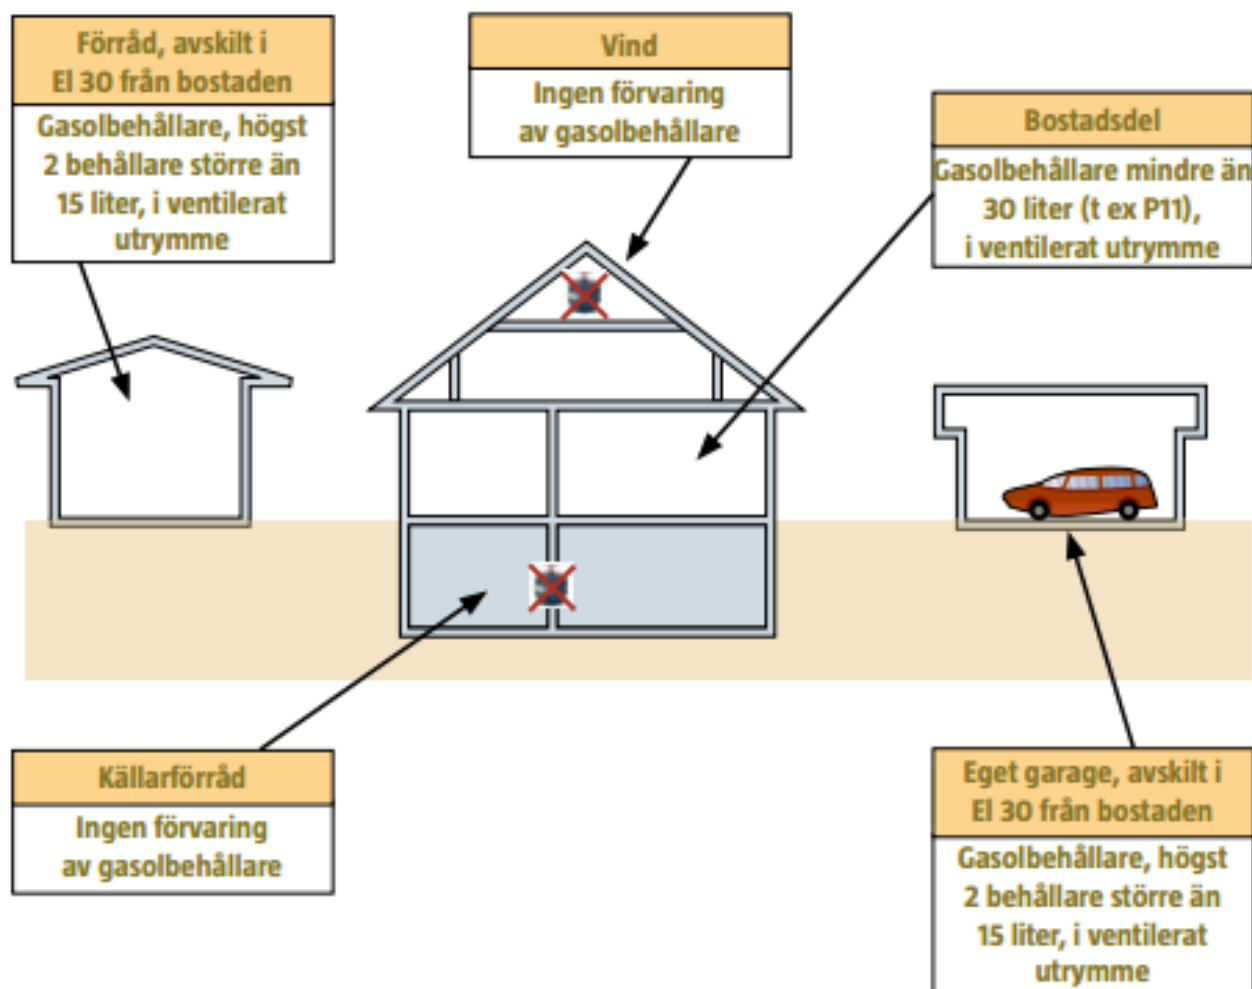 Förråd, avskilt i
EI 30 från bostaden
Gasolbehållare, högst
2 behållare större än
15 liter, i ventilerat
utrymme
Vind
Ingen förvaring
av gasolbehållare
Bostadsdel
Gasolbehållare mindre än
30 liter (t ex P11),
i ventilerat utrymme
Källarförråd
Ingen förvaring
av gasolbehållare
Eget garage, avskilt i
EI 30 från bostaden
Gasolbehållare, högst
2 behållare större än
15 liter, i ventilerat
utrymme